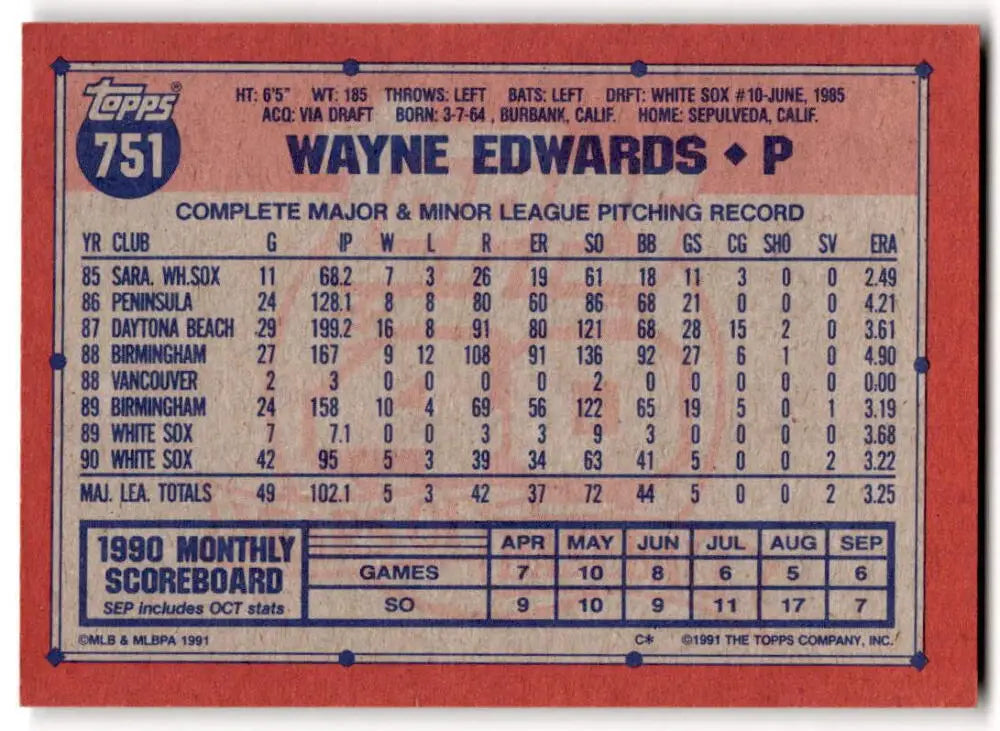 Topps®
751
HT: 6'5" WT: 185 THROWS: LEFT BATS: LEFT DRFT: WHITE SOX #10-JUNE, 1985
ACQ: VIA DRAFT BORN: 3-7-64 , BURBANK, CALIF. HOME: SEPULVEDA, CALIF.
WAYNE EDWARDS ◆ P
COMPLETE MAJOR & MINOR LEAGUE PITCHING RECORD
YR CLUB G IP W L R ER SO BB GS CG SHO SV ERA
85 SARA. WH.SOX 11 68.2 7 3 26 19 61 18 11 3 0 0 2.49
86 PENINSULA 24 128.1 8 8 80 60 86 68 21 0 0 0 4.21
87 DAYTONA BEACH 29 199.2 16 8 91 80 121 68 28 15 2 0 3.61
88 BIRMINGHAM 27 167 9 12 108 91 136 92 27 6 1 0 4.90
88 VANCOUVER 2 3 0 0 0 0 2 0 0 0 0 0 0.00
89 BIRMINGHAM 24 158 10 4 69 56 122 65 19 5 0 1 3.19
89 WHITE SOX 7 7.1 0 0 3 3 9 3 0 0 0 0 3.68
90 WHITE SOX 42 95 5 3 39 34 63 41 5 0 0 2 3.22
MAJ. LEA. TOTALS 49 102.1 5 3 42 37 72 44 5 0 0 2 3.25
1990 MONTHLY
SCOREBOARD
SEP includes OCT stats
APR MAY JUN JUL AUG SEP
GAMES 7 10 8 6 5 6
SO 9 10 9 11 17 7
©MLB & MLBPA 1991 C* ©1991 THE TOPPS COMPANY, INC.